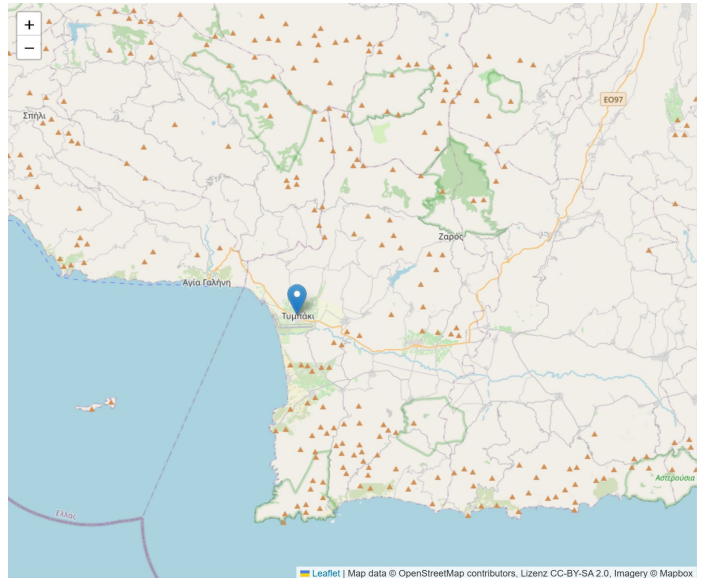 +
−
EO97
Σπήλι
Ζαρός
Αγία Γαλήνη
Τυμπάκι
Αστερούσια
Ελλας
Leaflet | Map data © OpenStreetMap contributors, Lizenz CC-BY-SA 2.0, Imagery © Mapbox